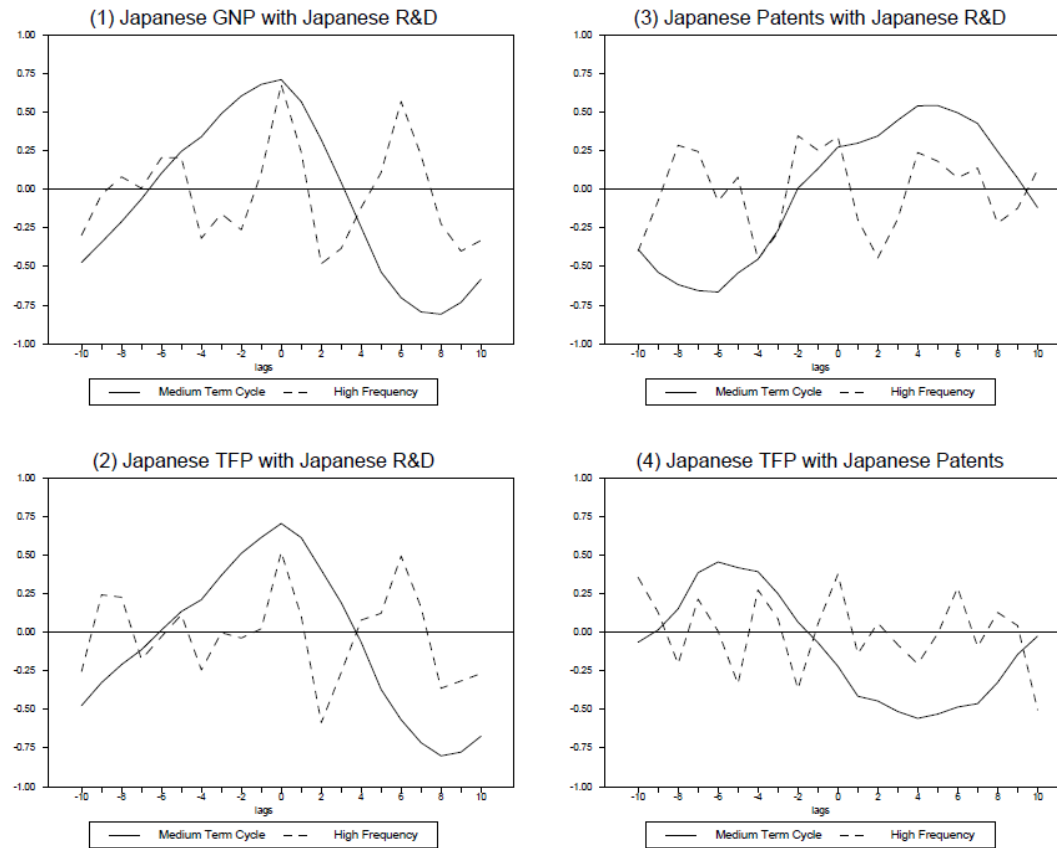 (1) Japanese GNP with Japanese R&D
1.00
0.75
0.50
0.25
0.00
-0.25
-0.50
-0.75
-1.00
-10 -8 -6 -4 -2 0 2 4 6 8 10
lags
Medium Term Cycle High Frequency
(3) Japanese Patents with Japanese R&D
1.00
0.75
0.50
0.25
0.00
-0.25
-0.50
-0.75
-1.00
-10 -8 -6 -4 -2 0 2 4 6 8 10
lags
Medium Term Cycle High Frequency
(2) Japanese TFP with Japanese R&D
1.00
0.75
0.50
0.25
0.00
-0.25
-0.50
-0.75
-1.00
-10 -8 -6 -4 -2 0 2 4 6 8 10
lags
Medium Term Cycle High Frequency
(4) Japanese TFP with Japanese Patents
1.00
0.75
0.50
0.25
0.00
-0.25
-0.50
-0.75
-1.00
-10 -8 -6 -4 -2 0 2 4 6 8 10
lags
Medium Term Cycle High Frequency